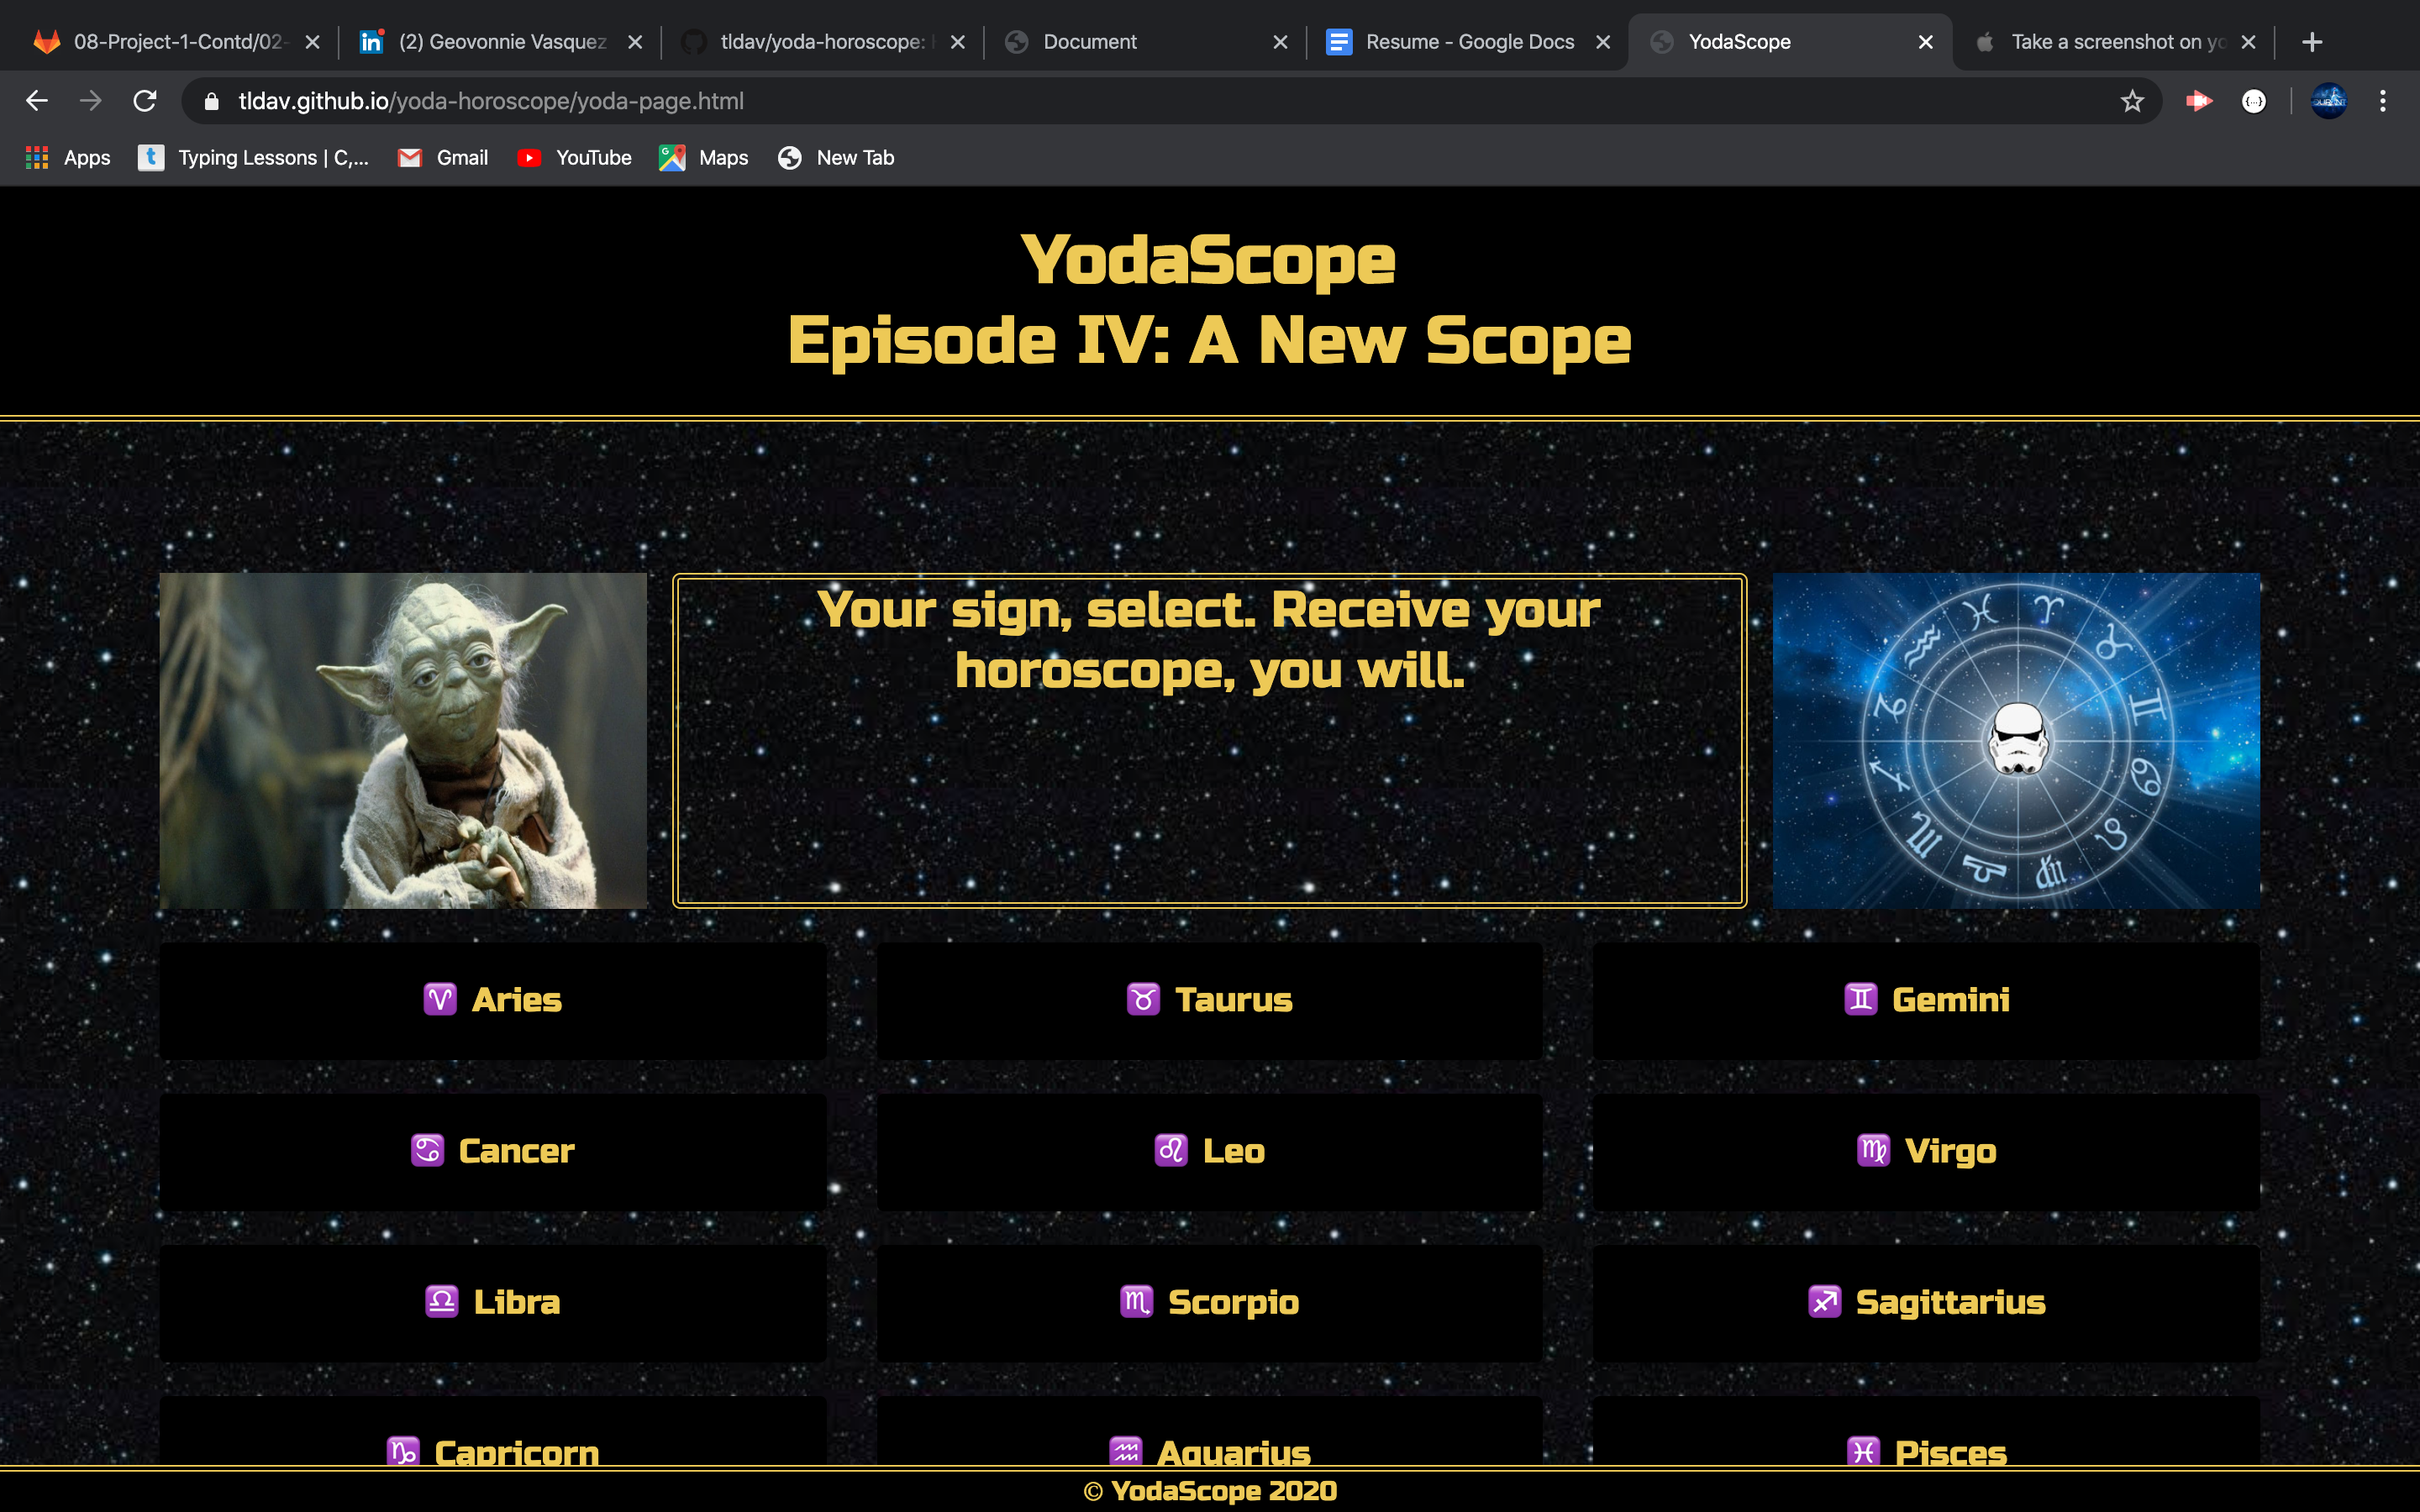 08-Project-1-Contd/02-
(2) Geovonnie Vasquez
tldav/yoda-horoscope:
Document
Resume - Google Docs
YodaScope
Take a screenshot on yo
tldav.github.io/yoda-horoscope/yoda-page.html
Apps
Typing Lessons | C,...
Gmail
YouTube
Maps
New Tab
YodaScope
Episode IV: A New Scope
Your sign, select. Receive your
horoscope, you will.
♈ Aries
♉ Taurus
♊ Gemini
♋ Cancer
♌ Leo
♍ Virgo
♎ Libra
♏ Scorpio
♐ Sagittarius
♑ Capricorn
♒ Aquarius
♓ Pisces
© YodaScope 2020